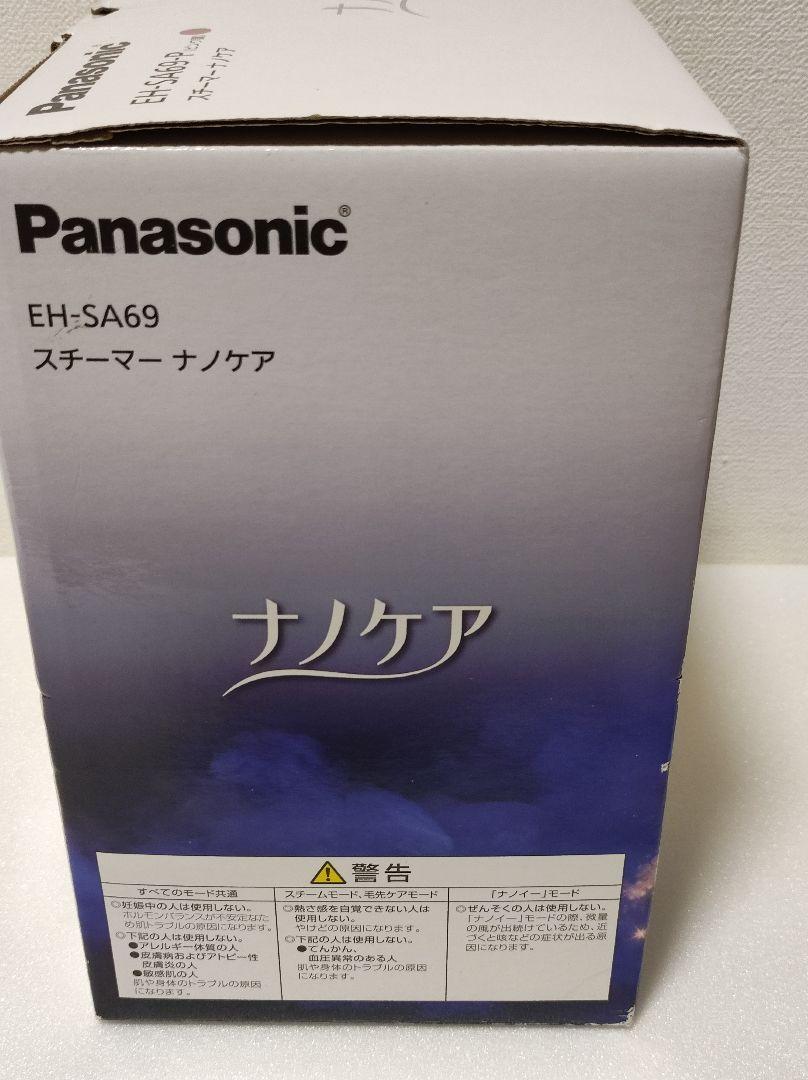 Panasonic
EH-SA69-P
スチーマー ナノケア
Panasonic®
EH-SA69
スチーマー ナノケア
ナノケア
警告
すべてのモード共通
◎妊娠中の人は使用しない。
ホルモンバランスが不安定なた
め肌トラブルの原因になります。
◎下記の人は使用しない。
●アレルギー体質の人
●皮膚病およびアトピー性
皮膚炎の人
●敏感肌の人
肌や身体のトラブルの原因
になります。
スチームモード、毛先ケアモード
◎熱さ感を自覚できない人は
使用しない。
やけどの原因になります。
◎下記の人は使用しない。
●てんかん、
血圧異常のある人
肌や身体のトラブルの原因
になります。
「ナノイー」モード
◎ぜんそくの人は使用しない。
「ナノイー」モードの際、微量
の風が出続けているため、近
づくと咳などの症状が出る原
因になります。